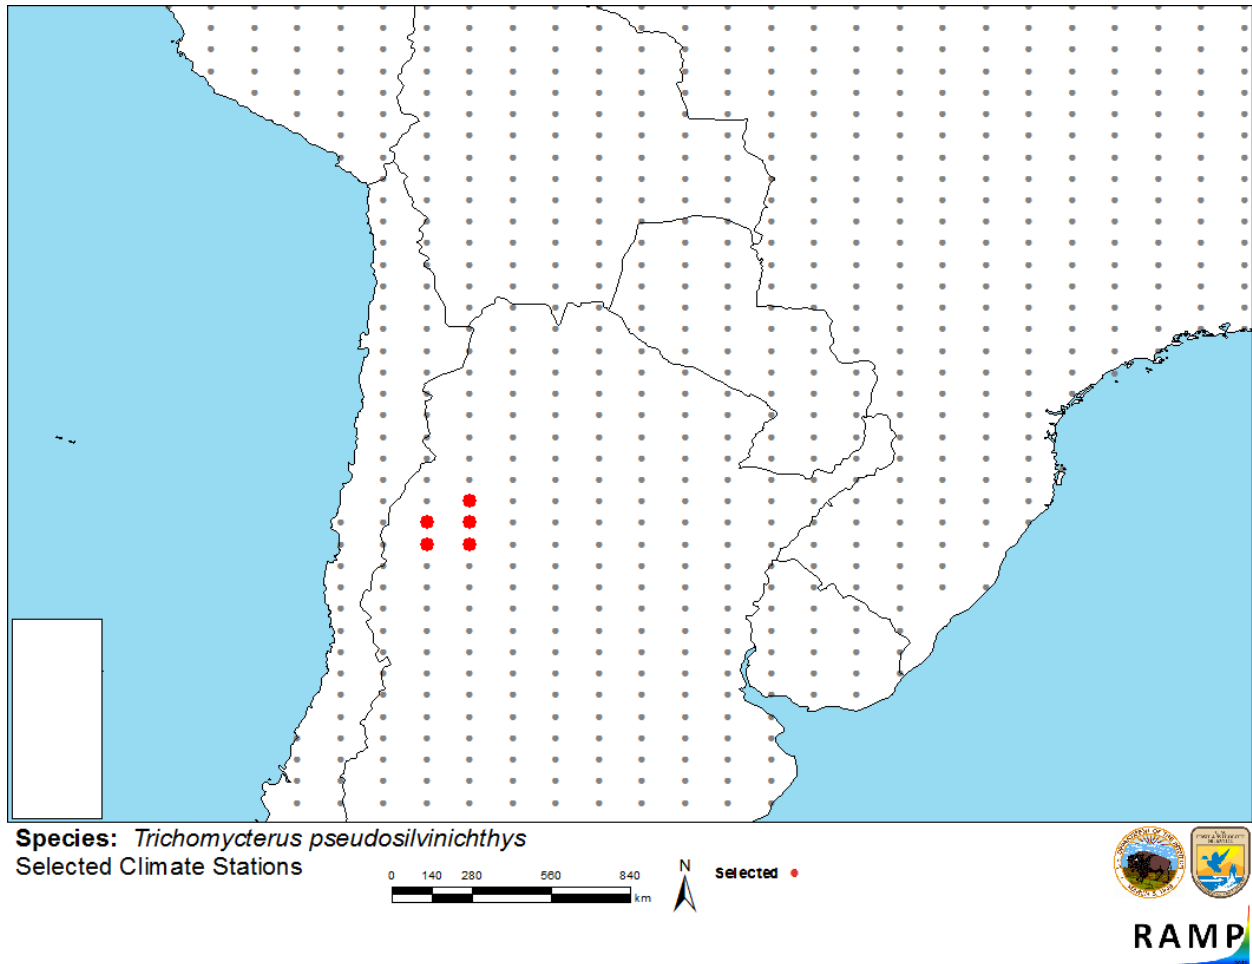 Species: Trichomycterus pseudosilvinichthys
Selected Climate Stations
0 140 280 560 840
km
N
Selected
RAMP